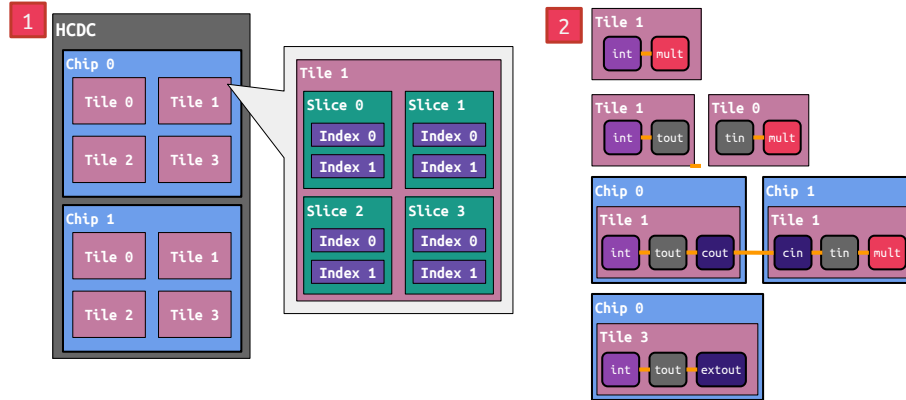 1
HCDC
Chip 0
Tile 0 Tile 1
Tile 2 Tile 3
Chip 1
Tile 0 Tile 1
Tile 2 Tile 3
Tile 1
Slice 0 Slice 1
Index 0 Index 0
Index 1 Index 1
Slice 2 Slice 3
Index 0 Index 0
Index 1 Index 1
2
Tile 1
int mult
Tile 1 Tile 0
int tout tin mult
Chip 0 Chip 1
Tile 1 Tile 1
int tout cout cin tin mult
Chip 0
Tile 3
int tout extout